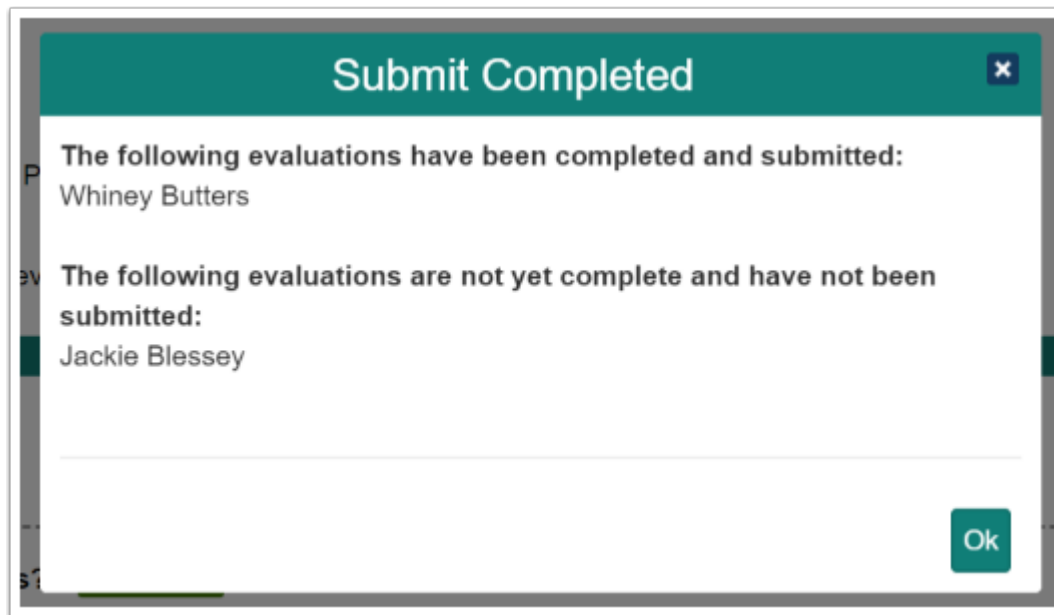 Submit Completed
The following evaluations have been completed and submitted:
Whiney Butters
The following evaluations are not yet complete and have not been
submitted:
Jackie Blessey
Ok